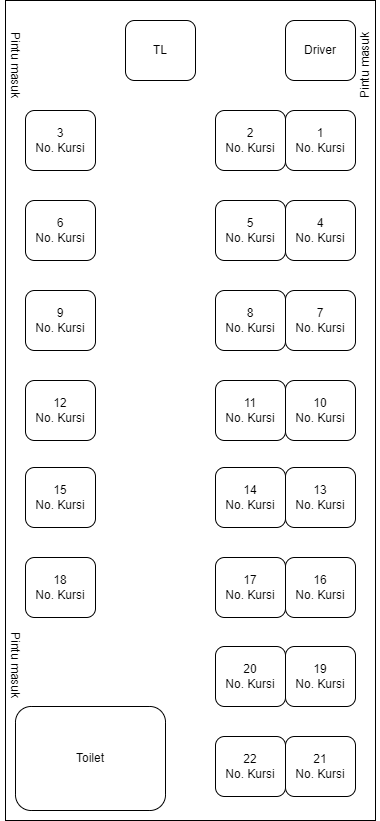 Pintu masuk
TL
Driver
Pintu masuk
3
No. Kursi
2
No. Kursi
1
No. Kursi
6
No. Kursi
5
No. Kursi
4
No. Kursi
9
No. Kursi
8
No. Kursi
7
No. Kursi
12
No. Kursi
11
No. Kursi
10
No. Kursi
15
No. Kursi
14
No. Kursi
13
No. Kursi
18
No. Kursi
17
No. Kursi
16
No. Kursi
Pintu masuk
20
No. Kursi
19
No. Kursi
Toilet
22
No. Kursi
21
No. Kursi